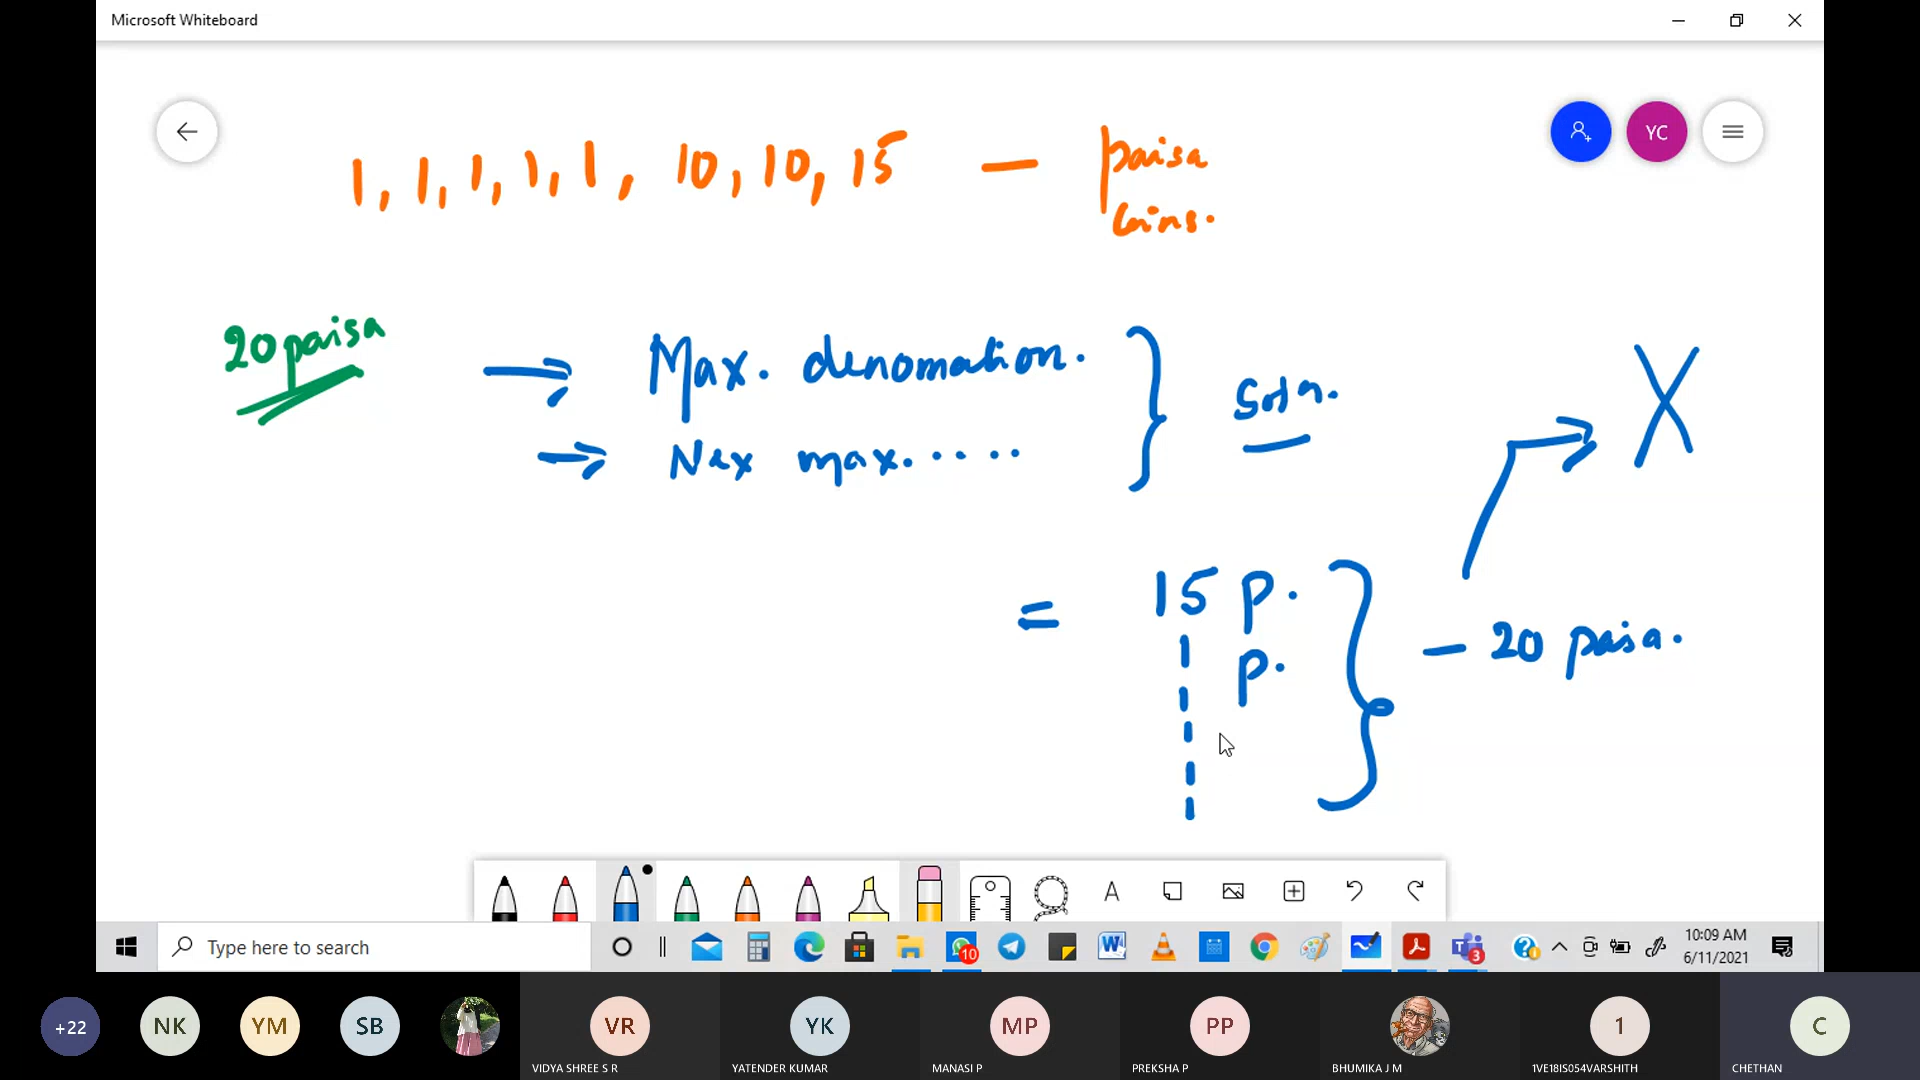 Microsoft Whiteboard
YC
1, 1, 1, 1, 1, 10, 10, 15 — paisa
Coins.
20 paisa
Max. denomation.
Nex max.....
Soln.
X
= 15 P.
1 P.
1
1
1
1
— 20 paisa.
A
Type here to search
10
W
3
10:09 AM
6/11/2021
+22
NK
YM
SB
VR
YK
MP
PP
1
C
VIDYA SHREE S R
YATENDER KUMAR
MANASI P
PREKSHA P
BHUMIKA J M
1VE18IS054VARSHITH
CHETHAN